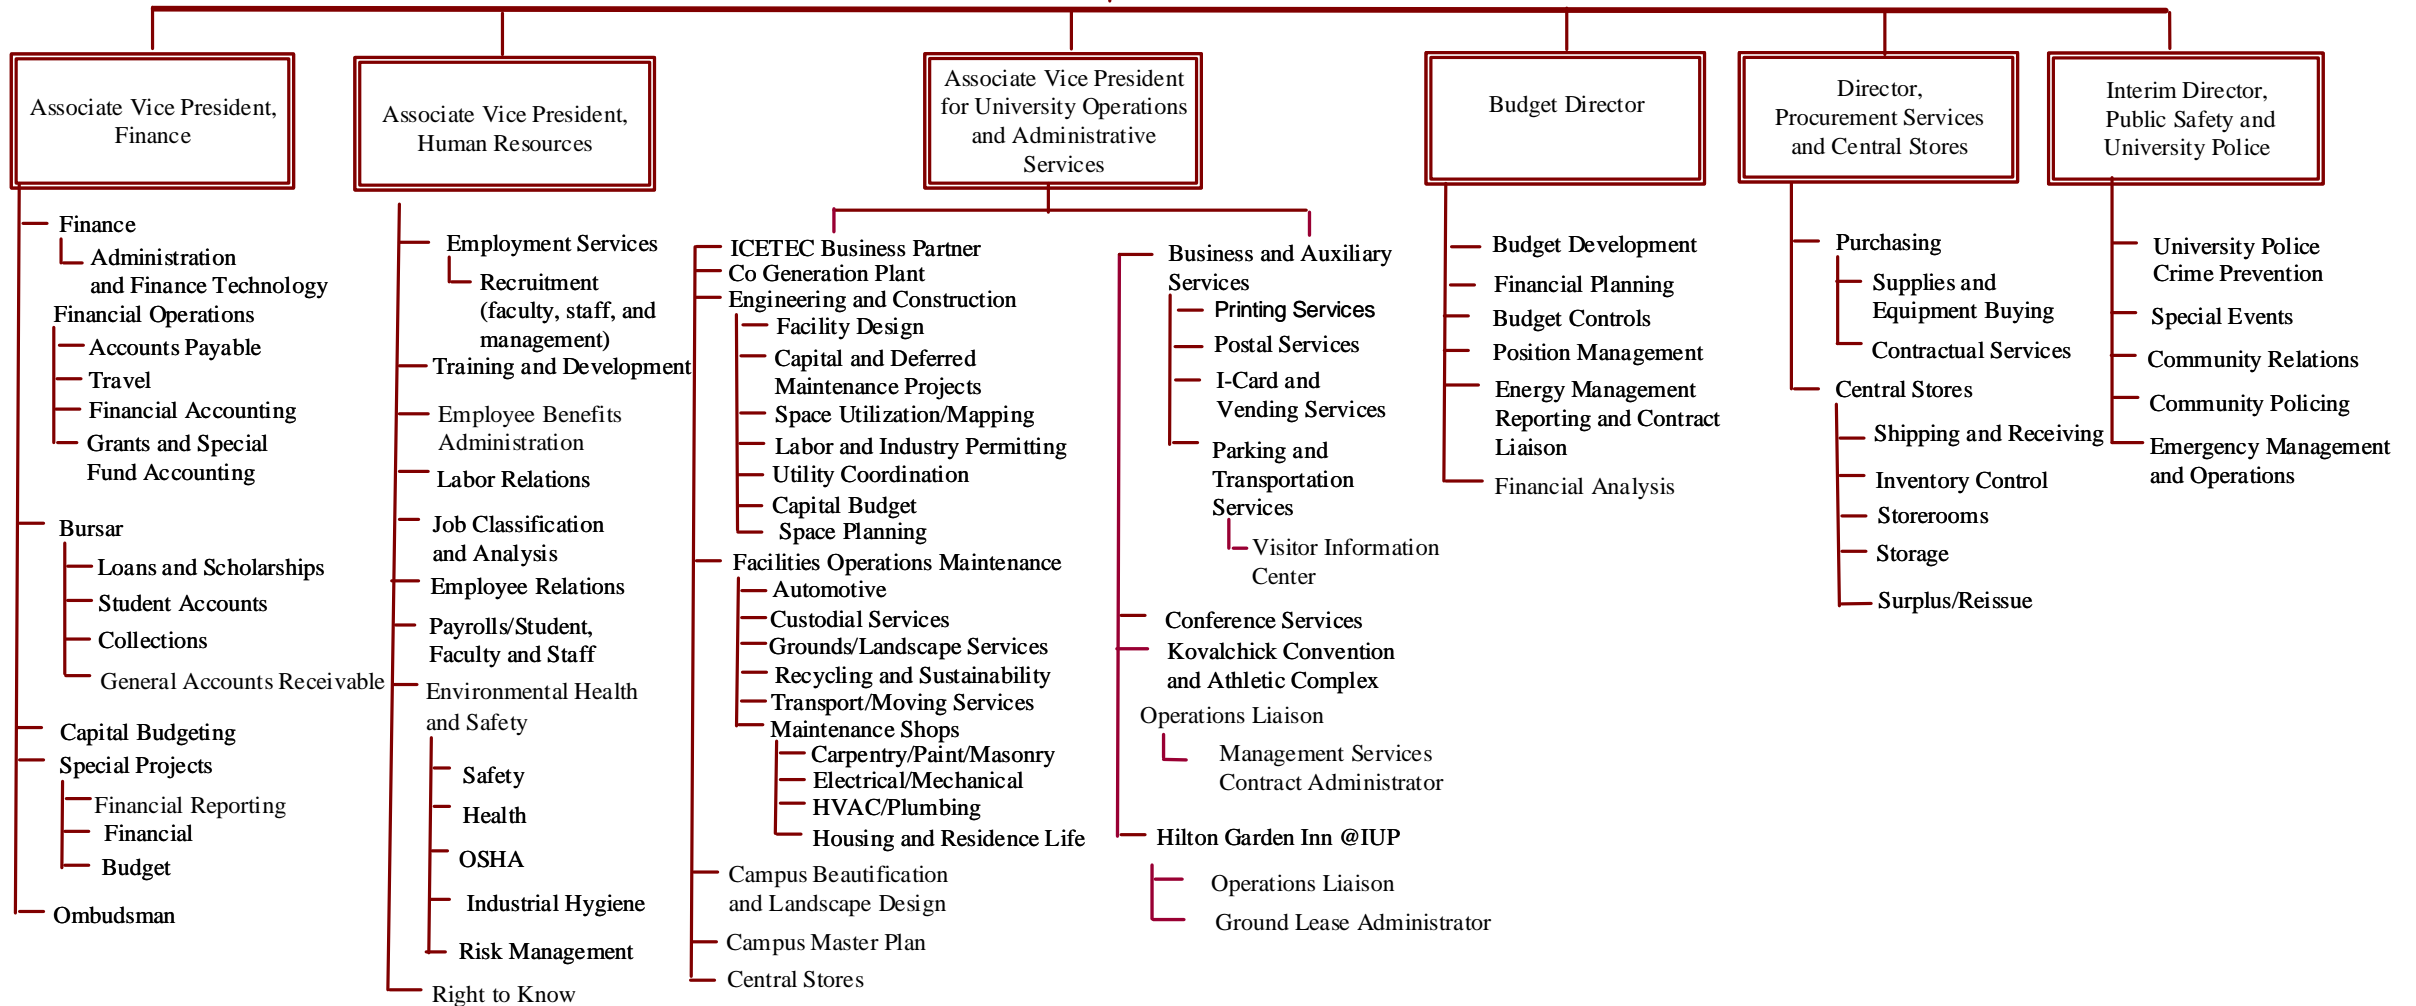 Associate Vice President,
Finance
Finance
Administration
and Finance Technology
Financial Operations
Accounts Payable
Travel
Financial Accounting
Grants and Special
Fund Accounting
Bursar
Loans and Scholarships
Student Accounts
Collections
General Accounts Receivable
Capital Budgeting
Special Projects
Financial Reporting
Financial
Budget
Ombudsman
Associate Vice President,
Human Resources
Employment Services
Recruitment
(faculty, staff, and
management)
Training and Development
Employee Benefits
Administration
Labor Relations
Job Classification
and Analysis
Employee Relations
Payrolls/Student,
Faculty and Staff
Environmental Health
and Safety
Safety
Health
OSHA
Industrial Hygiene
Risk Management
Right to Know
Associate Vice President
for University Operations
and Administrative
Services
ICETEC Business Partner
Co Generation Plant
Engineering and Construction
Facility Design
Capital and Deferred
Maintenance Projects
Space Utilization/Mapping
Labor and Industry Permitting
Utility Coordination
Capital Budget
Space Planning
Facilities Operations Maintenance
Automotive
Custodial Services
Grounds/Landscape Services
Recycling and Sustainability
Transport/Moving Services
Maintenance Shops
Carpentry/Paint/Masonry
Electrical/Mechanical
HVAC/Plumbing
Housing and Residence Life
Campus Beautification
and Landscape Design
Campus Master Plan
Central Stores
Business and Auxiliary
Services
Printing Services
Postal Services
I-Card and
Vending Services
Parking and
Transportation
Services
Visitor Information
Center
Conference Services
Kovalchick Convention
and Athletic Complex
Operations Liaison
Management Services
Contract Administrator
Hilton Garden Inn @IUP
Operations Liaison
Ground Lease Administrator
Budget Director
Budget Development
Financial Planning
Budget Controls
Position Management
Energy Management
Reporting and Contract
Liaison
Financial Analysis
Director,
Procurement Services
and Central Stores
Purchasing
Supplies and
Equipment Buying
Contractual Services
Central Stores
Shipping and Receiving
Inventory Control
Storerooms
Storage
Surplus/Reissue
Interim Director,
Public Safety and
University Police
University Police
Crime Prevention
Special Events
Community Relations
Community Policing
Emergency Management
and Operations